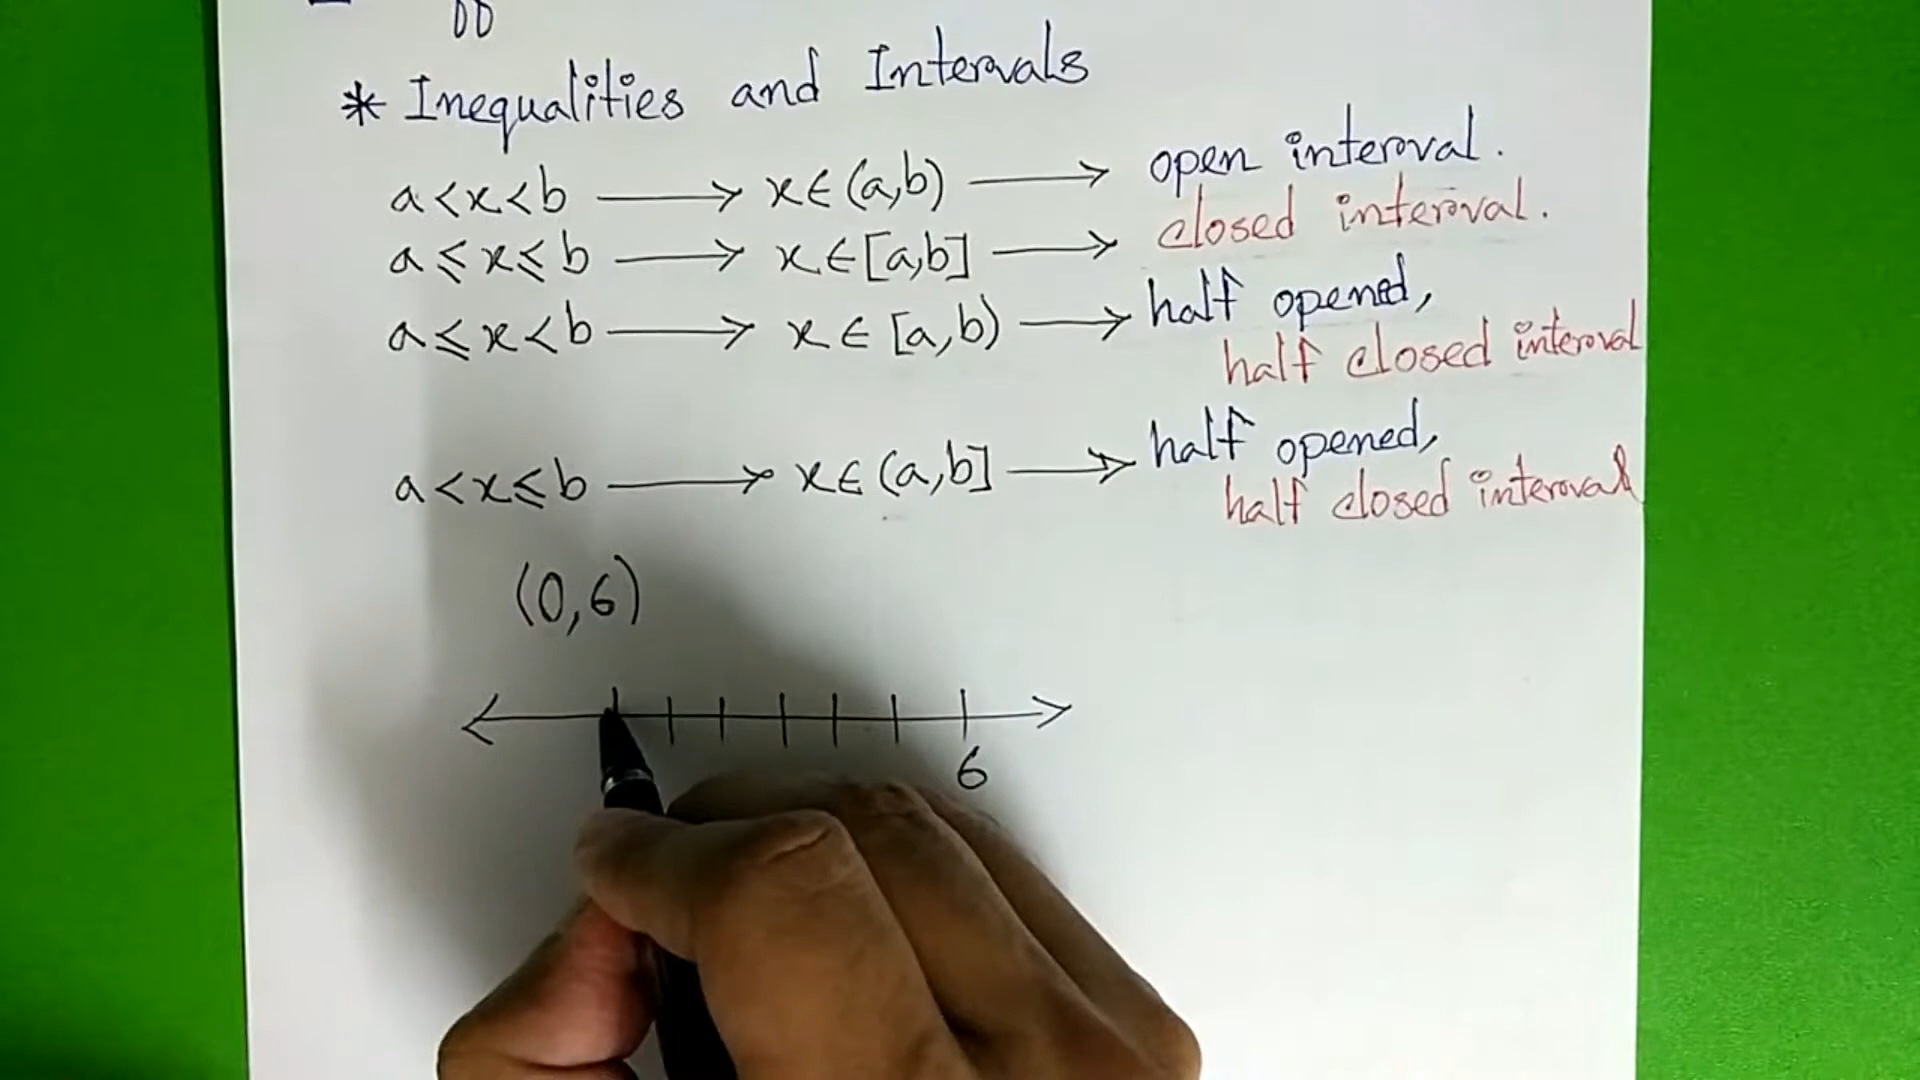 * Inequalities and Intervals
a<x<b ⟶ x∈(a,b) ⟶ open interval.
a⩽x⩽b ⟶ x∈[a,b] ⟶ closed interval.
a⩽x<b ⟶ x∈[a,b) ⟶ half opened,
half closed interval
a<x⩽b ⟶ x∈(a,b] ⟶ half opened,
half closed interval
(0,6)
6